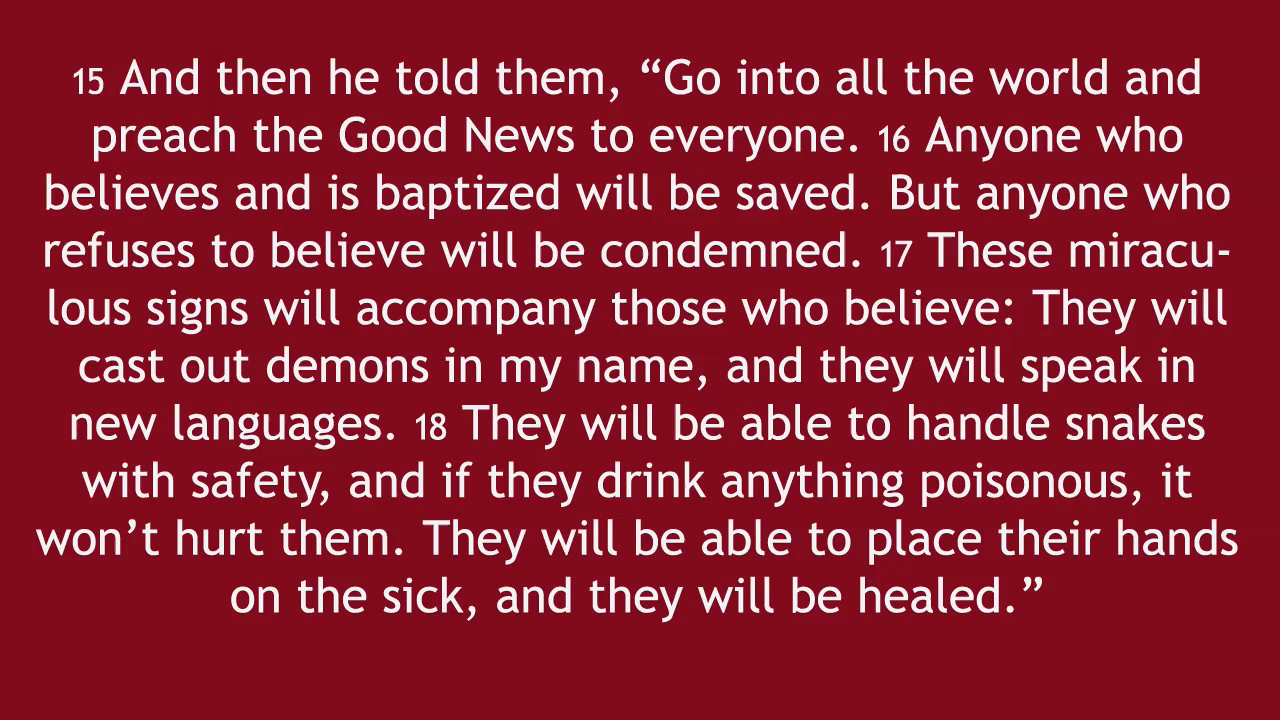 15 And then he told them, “Go into all the world and
preach the Good News to everyone. 16 Anyone who
believes and is baptized will be saved. But anyone who
refuses to believe will be condemned. 17 These miracu-
lous signs will accompany those who believe: They will
cast out demons in my name, and they will speak in
new languages. 18 They will be able to handle snakes
with safety, and if they drink anything poisonous, it
won’t hurt them. They will be able to place their hands
on the sick, and they will be healed.”